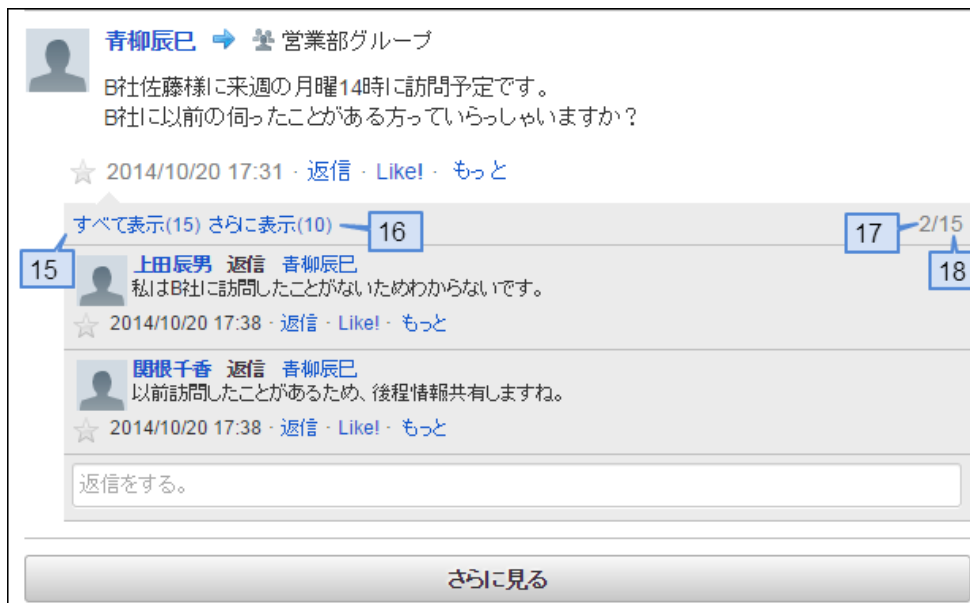 青柳辰巳 営業部グループ
B社佐藤様に来週の月曜14時に訪問予定です。
B社に以前の伺ったことがある方っていらっしゃいますか？
2014/10/20 17:31 · 返信 · Like! · もっと
すべて表示(15) さらに表示(10) 16 17 2/15
15 18
上田辰男 返信 青柳辰巳
私はB社に訪問したことがないためわからないです。
2014/10/20 17:38 · 返信 · Like! · もっと
関根千香 返信 青柳辰巳
以前訪問したことがあるため、後程情報共有しますね。
2014/10/20 17:38 · 返信 · Like! · もっと
返信をする。
さらに見る